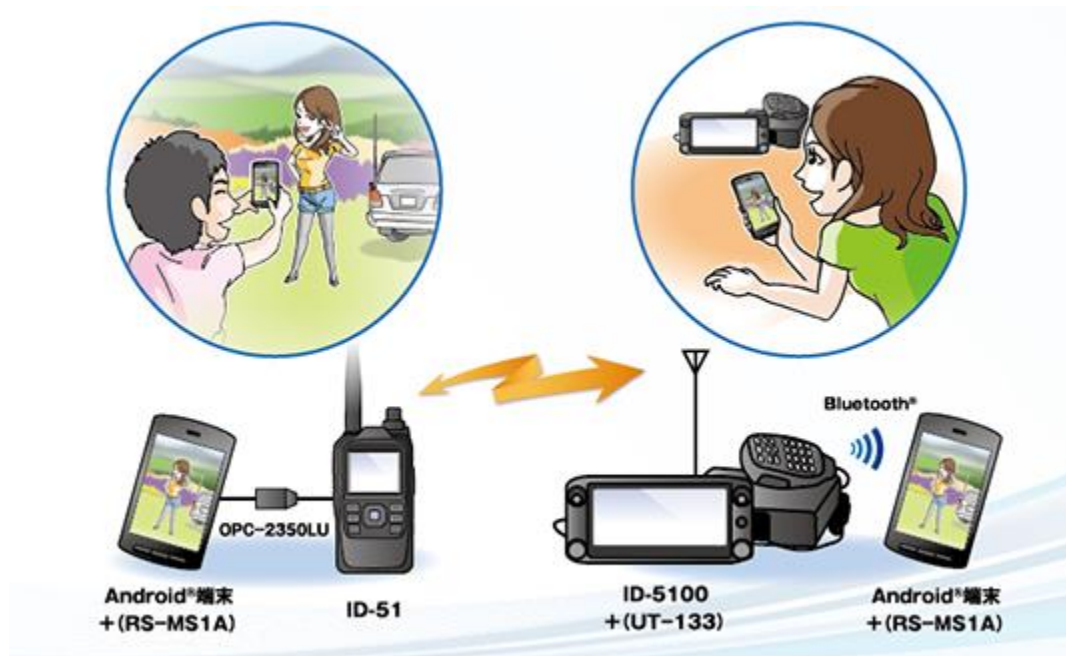 Bluetooth®
OPC-2350LU
Android®端末
+(RS-MS1A)
ID-51
ID-5100
+(UT-133)
Android®端末
+(RS-MS1A)